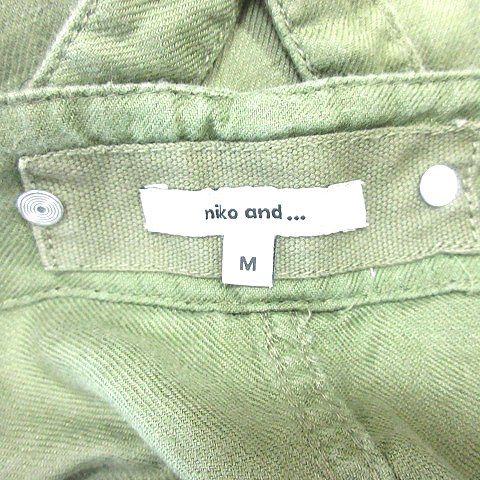 niko and ...
M